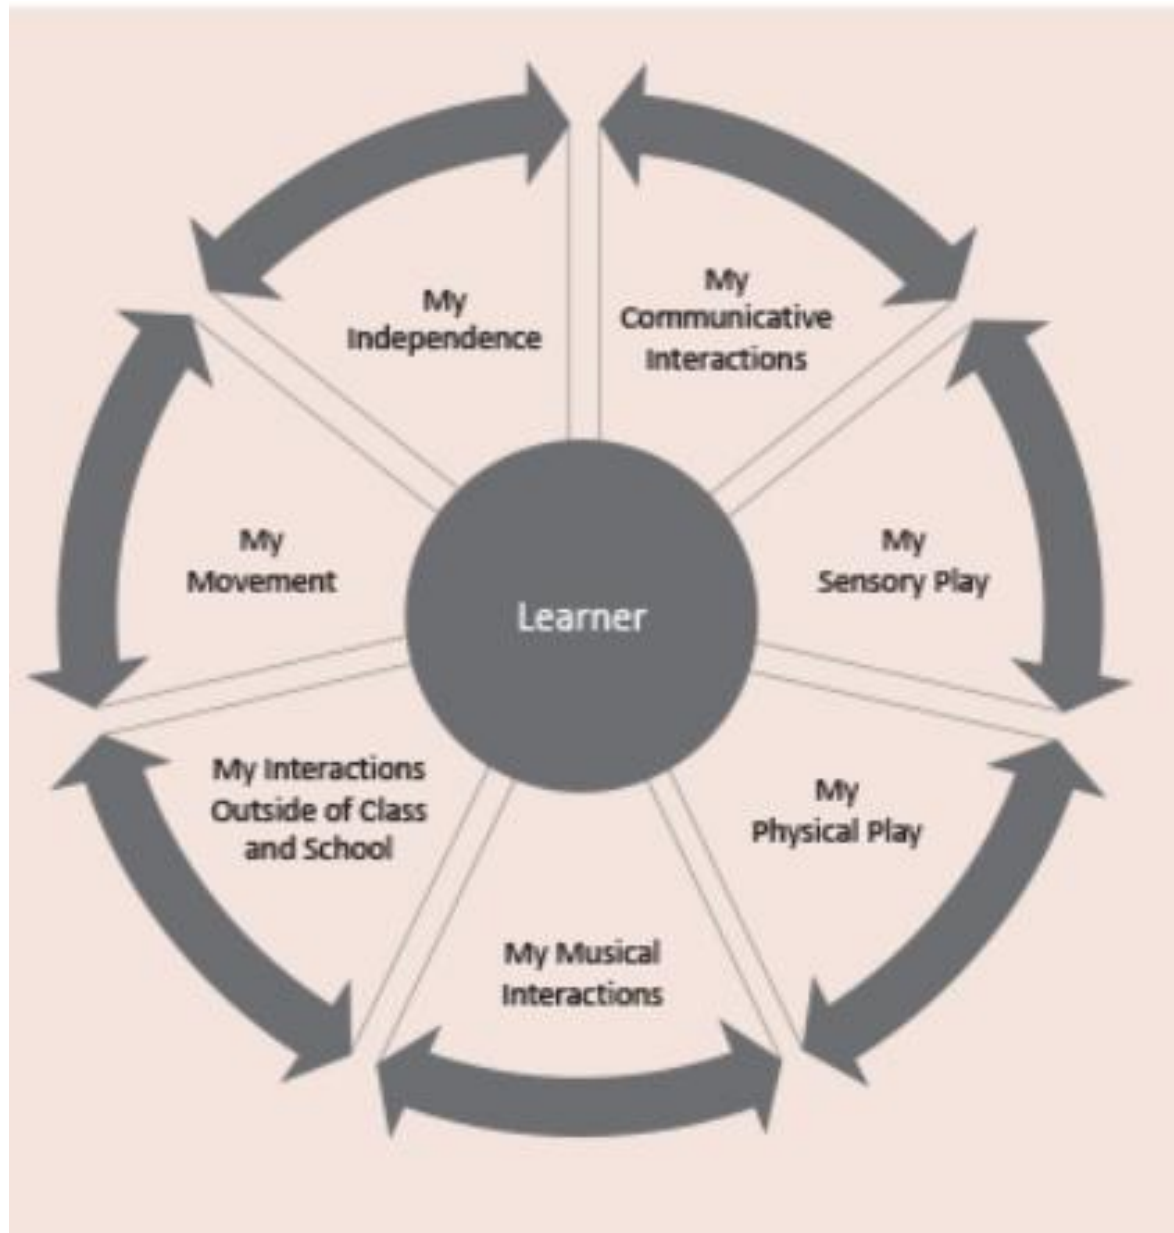 My
Communicative
Interactions
My
Sensory Play
My
Physical Play
My Musical
Interactions
My Interactions
Outside of Class
and School
My
Movement
My
Independence
Learner